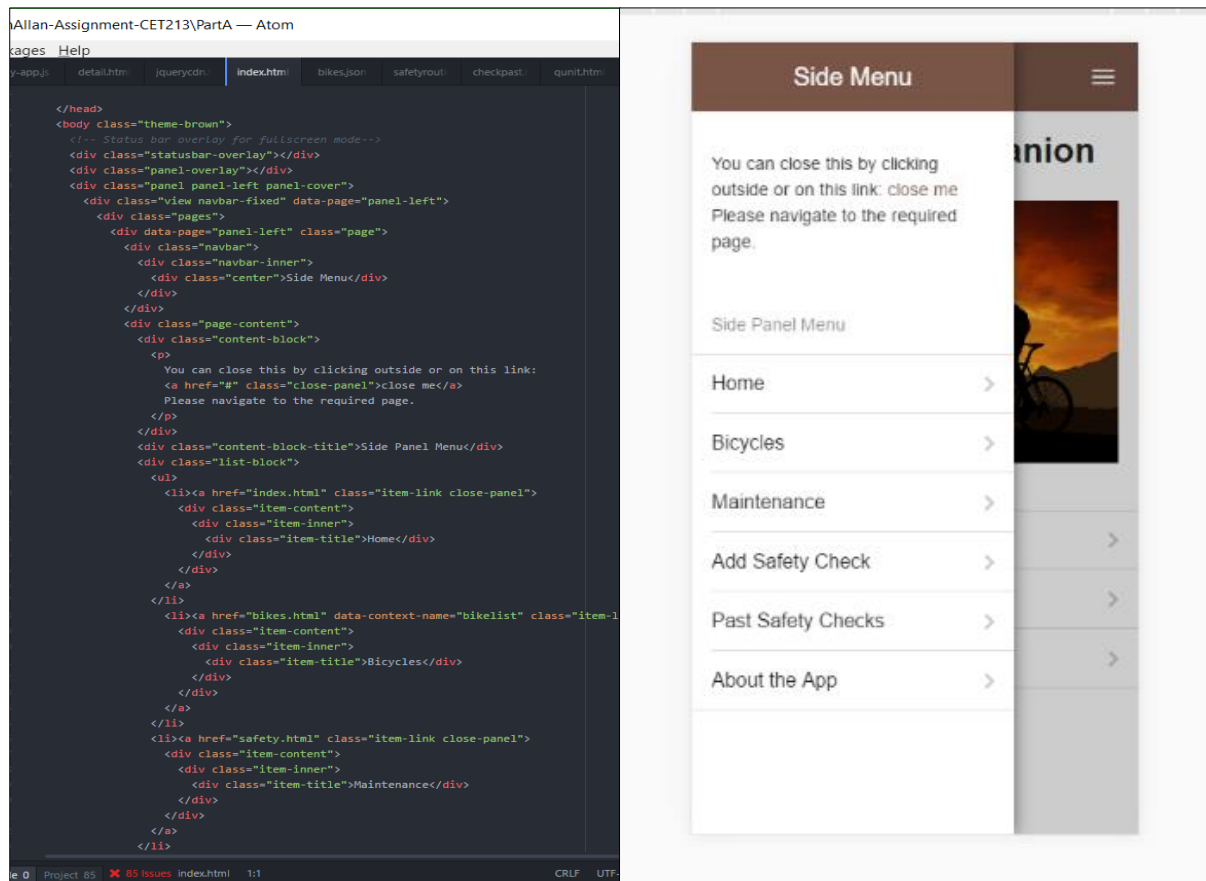 nAllan-Assignment-CET213\PartA — Atom
kages Help
y-app.js detail.htm jquerycdn. index.html bikes.json safetyrouti checkpast. qunit.html
</head>
<body class="theme-brown">
<!-- Status bar overlay for fullscreen mode-->
<div class="statusbar-overlay"></div>
<div class="panel-overlay"></div>
<div class="panel panel-left panel-cover">
<div class="view navbar-fixed" data-page="panel-left">
<div class="pages">
<div data-page="panel-left" class="page">
<div class="navbar">
<div class="navbar-inner">
<div class="center">Side Menu</div>
</div>
</div>
<div class="page-content">
<div class="content-block">
<p>
You can close this by clicking outside or on this link:
<a href="#" class="close-panel">close me</a>
Please navigate to the required page.
</p>
</div>
<div class="content-block-title">Side Panel Menu</div>
<div class="list-block">
<ul>
<li><a href="index.html" class="item-link close-panel">
<div class="item-content">
<div class="item-inner">
<div class="item-title">Home</div>
</div>
</div>
</a>
</li>
<li><a href="bikes.html" data-context-name="bikelist" class="item-l
<div class="item-content">
<div class="item-inner">
<div class="item-title">Bicycles</div>
</div>
</div>
</a>
</li>
<li><a href="safety.html" class="item-link close-panel">
<div class="item-content">
<div class="item-inner">
<div class="item-title">Maintenance</div>
</div>
</div>
</a>
</li>
le 0 Project 85 85 Issues index.html 1:1 CRLF UTF-
Side Menu
anion
You can close this by clicking
outside or on this link: close me
Please navigate to the required
page.
Side Panel Menu
Home
Bicycles
Maintenance
Add Safety Check
Past Safety Checks
About the App